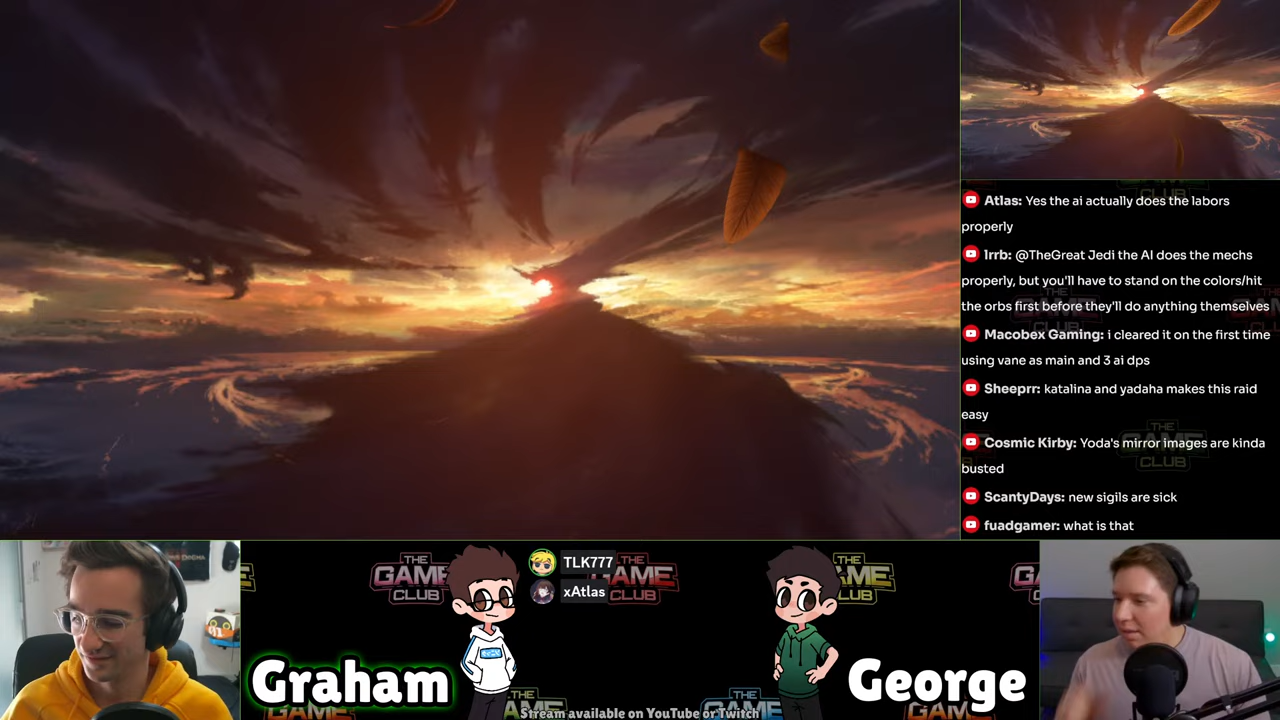 Atlas: Yes the ai actually does the labors
properly
lrrb: @TheGreat Jedi the AI does the mechs
properly, but you'll have to stand on the colors/hit
the orbs first before they'll do anything themselves
Macobex Gaming: i cleared it on the first time
using vane as main and 3 ai dps
Sheeprr: katalina and yadaha makes this raid
easy
Cosmic Kirby: Yoda's mirror images are kinda
busted
ScantyDays: new sigils are sick
fuadgamer: what is that
TLK777
xAtlas
THE
GAME
CLUB
Graham
George
Stream available on YouTube or Twitch